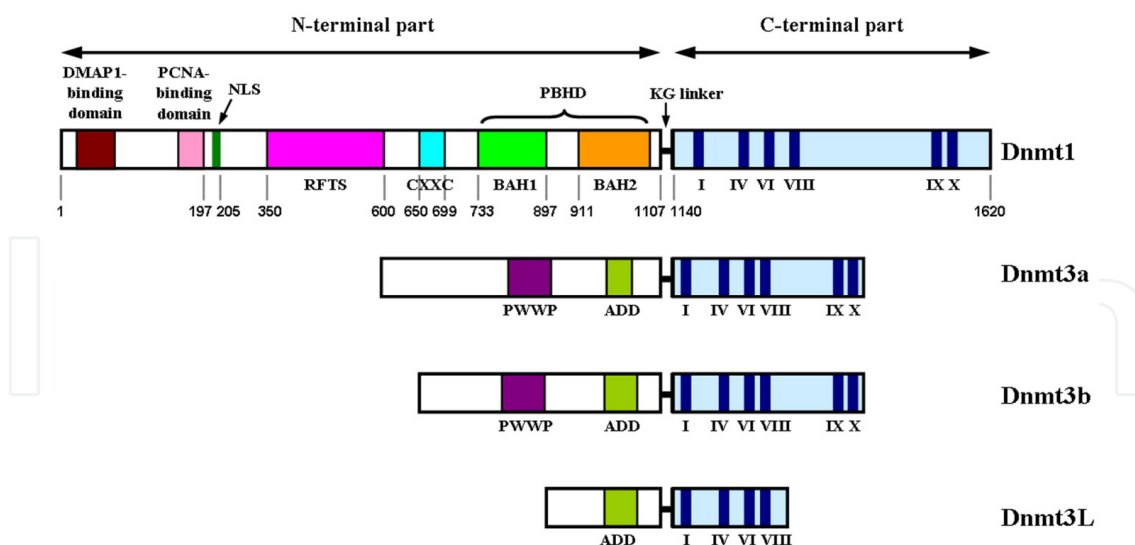 N-terminal part
C-terminal part
DMAP1-
binding
domain
PCNA-
binding
domain
NLS
PBHD
KG linker
Dnmt1
I IV VI VIII IX X
RFTS CXXC BAH1 BAH2
1 197 205 350 600 650 699 733 897 911 1107 1140 1620
Dnmt3a
PWWP ADD I IV VI VIII IX X
Dnmt3b
PWWP ADD I IV VI VIII IX X
Dnmt3L
ADD I IV VI VIII